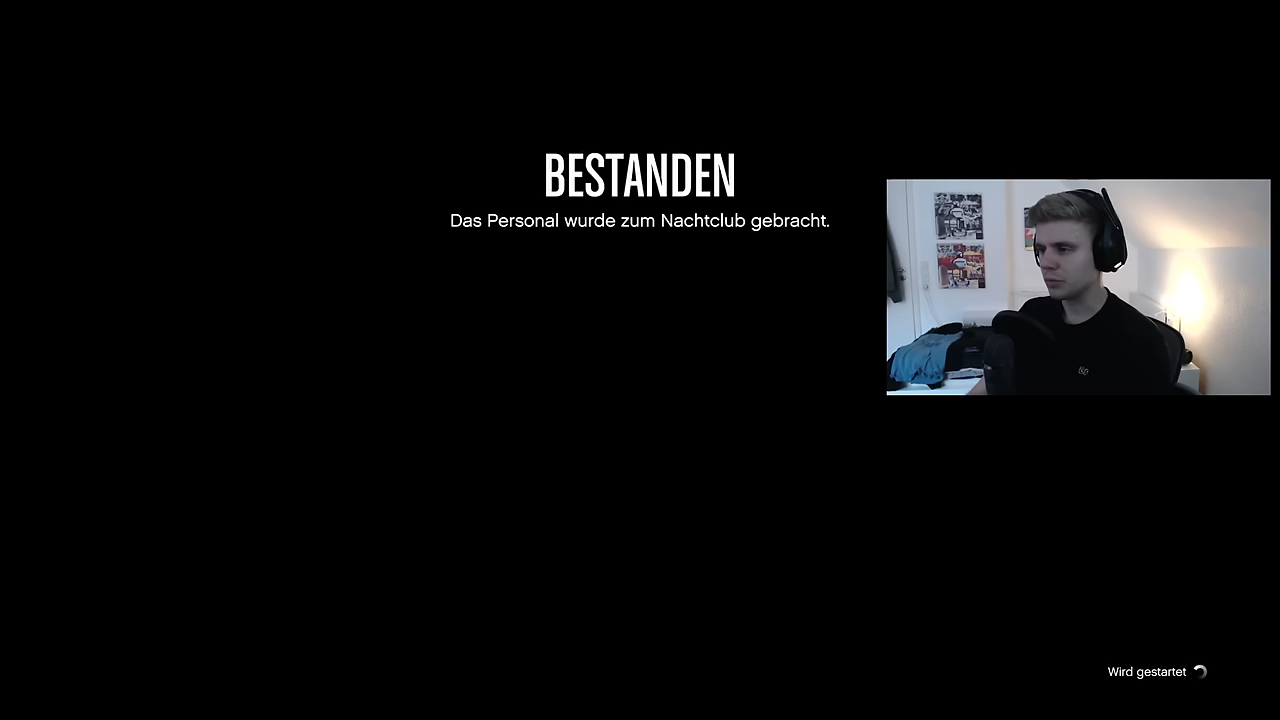 BESTANDEN
Das Personal wurde zum Nachtclub gebracht.
Wird gestartet